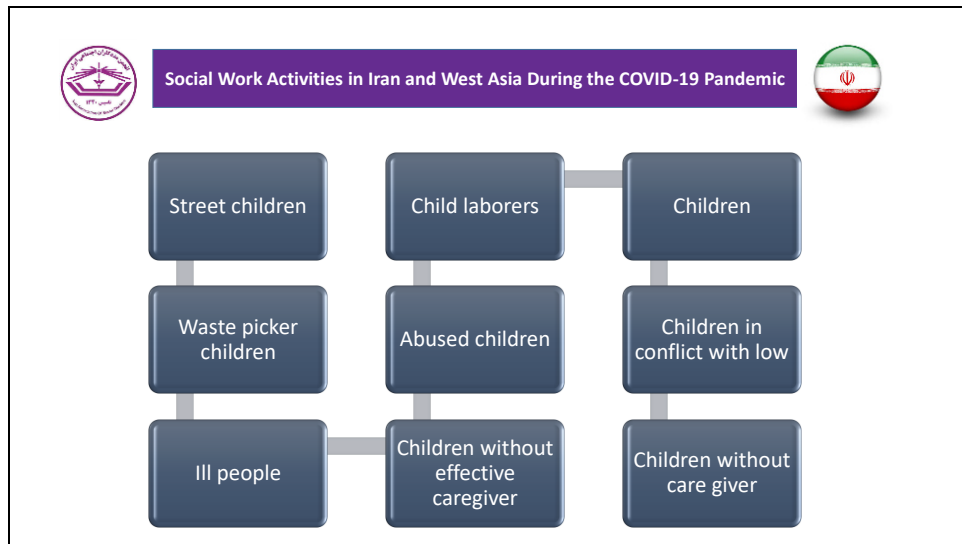 Social Work Activities in Iran and West Asia During the COVID-19 Pandemic
Street children
Waste picker
children
Ill people
Children without
effective
caregiver
Abused children
Child laborers
Children
Children in
conflict with low
Children without
care giver